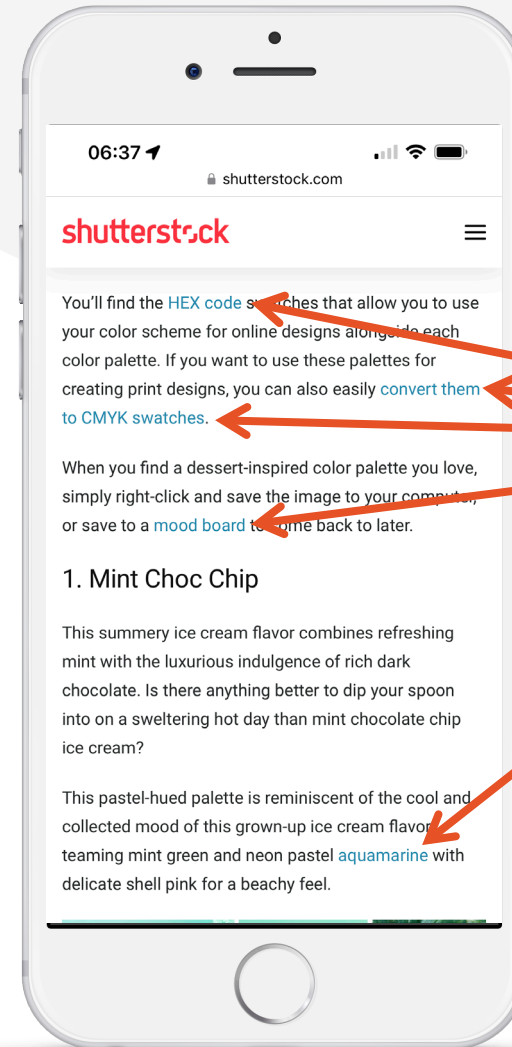 06:37
shutterstock.com
shutterstock
You'll find the HEX code swatches that allow you to use
your color scheme for online designs alongside each
color palette. If you want to use these palettes for
creating print designs, you can also easily convert them
to CMYK swatches.
When you find a dessert-inspired color palette you love,
simply right-click and save the image to your computer,
or save to a mood board to come back to later.
1. Mint Choc Chip
This summery ice cream flavor combines refreshing
mint with the luxurious indulgence of rich dark
chocolate. Is there anything better to dip your spoon
into on a sweltering hot day than mint chocolate chip
ice cream?
This pastel-hued palette is reminiscent of the cool and
collected mood of this grown-up ice cream flavor,
teaming mint green and neon pastel aquamarine with
delicate shell pink for a beachy feel.